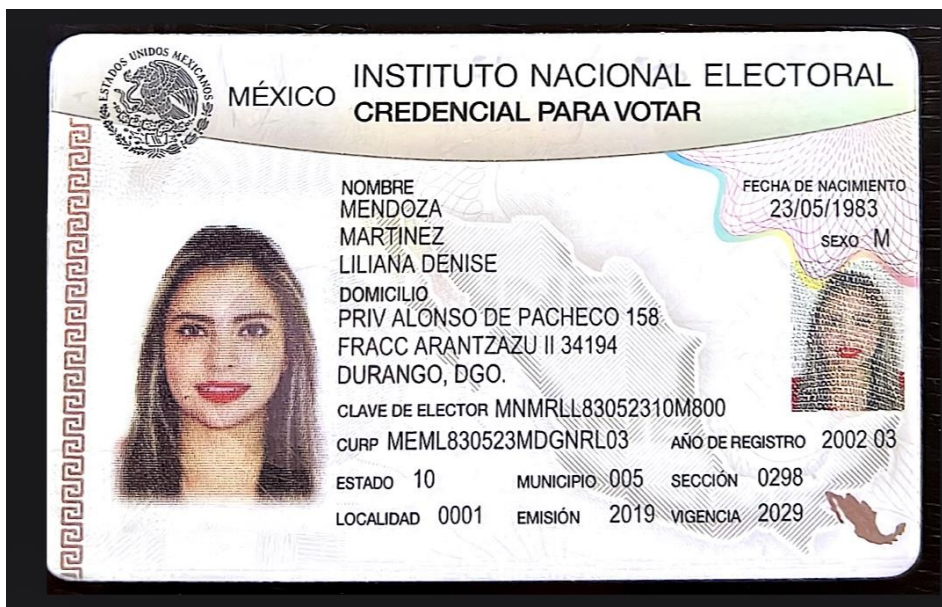 ESTADOS UNIDOS MEXICANOS
MÉXICO
INSTITUTO NACIONAL ELECTORAL
CREDENCIAL PARA VOTAR
NOMBRE
MENDOZA
MARTINEZ
LILIANA DENISE
FECHA DE NACIMIENTO
23/05/1983
SEXO M
DOMICILIO
PRIV ALONSO DE PACHECO 158
FRACC ARANTZAZU II 34194
DURANGO, DGO.
CLAVE DE ELECTOR MNMRLL83052310M800
CURP MEML830523MDGNRL03 AÑO DE REGISTRO 2002 03
ESTADO 10 MUNICIPIO 005 SECCIÓN 0298
LOCALIDAD 0001 EMISIÓN 2019 VIGENCIA 2029